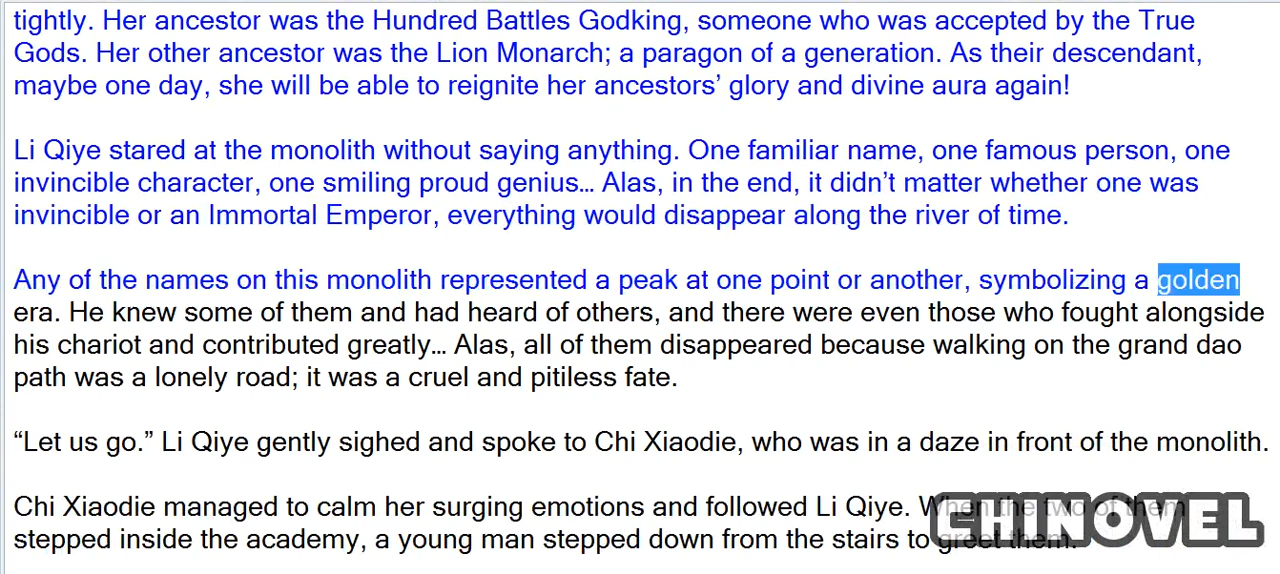 tightly. Her ancestor was the Hundred Battles Godking, someone who was accepted by the True
Gods. Her other ancestor was the Lion Monarch; a paragon of a generation. As their descendant,
maybe one day, she will be able to reignite her ancestors’ glory and divine aura again!
Li Qiye stared at the monolith without saying anything. One familiar name, one famous person, one
invincible character, one smiling proud genius… Alas, in the end, it didn’t matter whether one was
invincible or an Immortal Emperor, everything would disappear along the river of time.
Any of the names on this monolith represented a peak at one point or another, symbolizing a golden
era. He knew some of them and had heard of others, and there were even those who fought alongside
his chariot and contributed greatly… Alas, all of them disappeared because walking on the grand dao
path was a lonely road; it was a cruel and pitiless fate.
“Let us go.” Li Qiye gently sighed and spoke to Chi Xiaodie, who was in a daze in front of the monolith.
Chi Xiaodie managed to calm her surging emotions and followed Li Qiye. When the two of them
stepped inside the academy, a young man stepped down from the stairs to greet them.
CHINOVEL